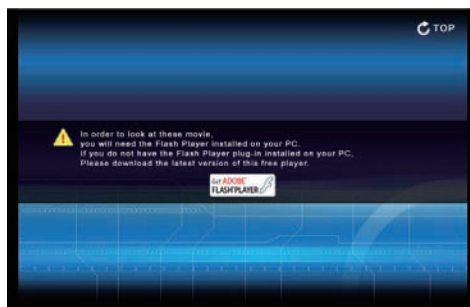 TOP
In order to look at these movie,
you will need the Flash Player installed on your PC.
If you do not have the Flash Player plug-in installed on your PC,
Please download the latest version of this free player.
Get ADOBE
FLASH PLAYER